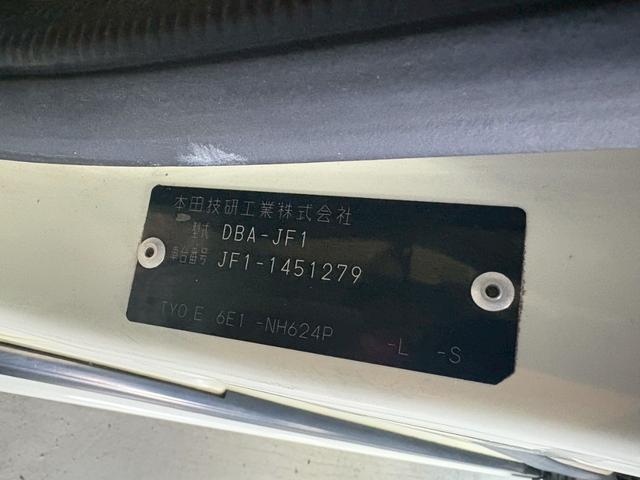 本田技研工業株式会社
型式 DBA-JF1
車台番号 JF1-1451279
TYO E 6E1 -NH624P -L -S